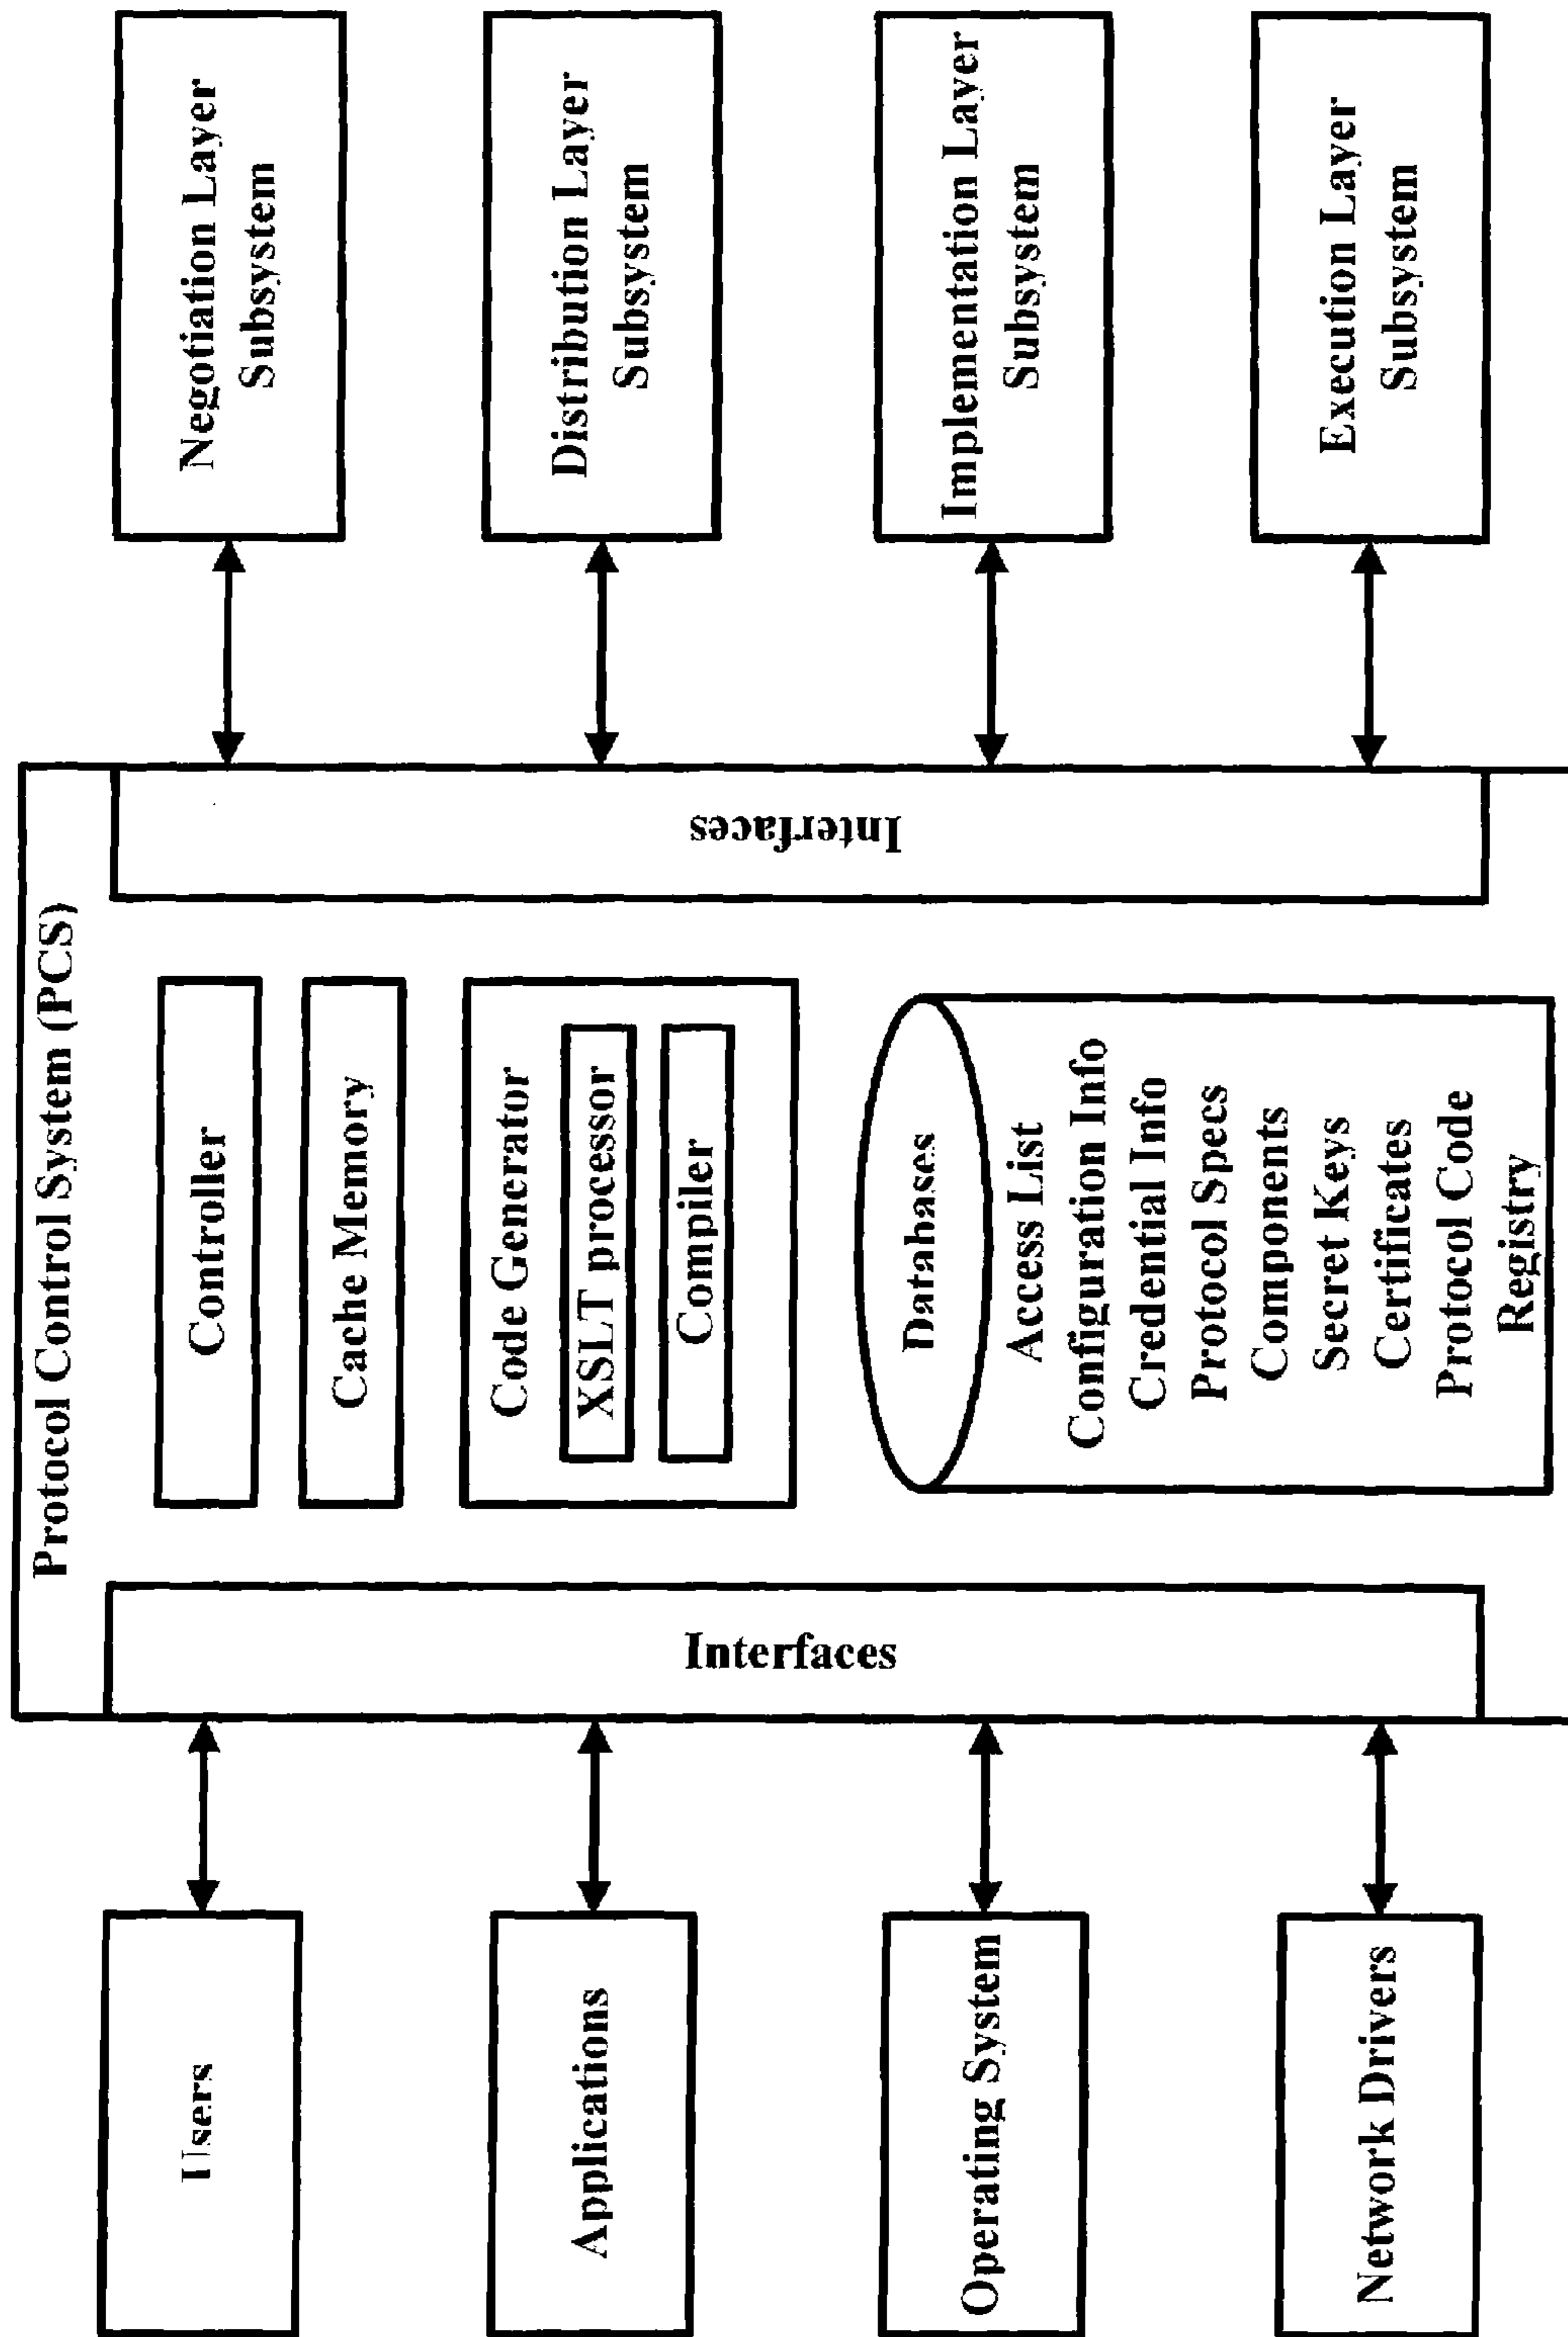 Protocol Control System (PCS)
Users
Applications
Operating System
Network Drivers
Interfaces
Controller
Cache Memory
Code Generator
XSLT processor
Compiler
Databases
Access List
Configuration Info
Credential Info
Protocol Specs
Components
Secret Keys
Certificates
Protocol Code
Registry
Interfaces
Negotiation Layer
Subsystem
Distribution Layer
Subsystem
Implementation Layer
Subsystem
Execution Layer
Subsystem